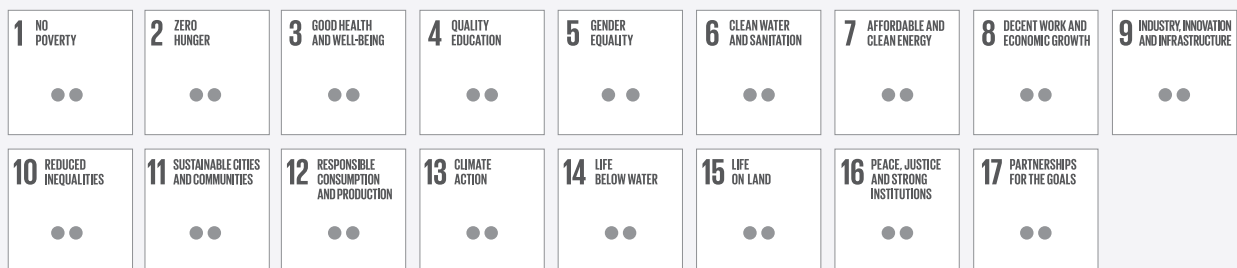 1 NO
POVERTY
2 ZERO
HUNGER
3 GOOD HEALTH
AND WELL-BEING
4 QUALITY
EDUCATION
5 GENDER
EQUALITY
6 CLEAN WATER
AND SANITATION
7 AFFORDABLE AND
CLEAN ENERGY
8 DECENT WORK AND
ECONOMIC GROWTH
9 INDUSTRY, INNOVATION
AND INFRASTRUCTURE
10 REDUCED
INEQUALITIES
11 SUSTAINABLE CITIES
AND COMMUNITIES
12 RESPONSIBLE
CONSUMPTION
AND PRODUCTION
13 CLIMATE
ACTION
14 LIFE
BELOW WATER
15 LIFE
ON LAND
16 PEACE, JUSTICE
AND STRONG
INSTITUTIONS
17 PARTNERSHIPS
FOR THE GOALS